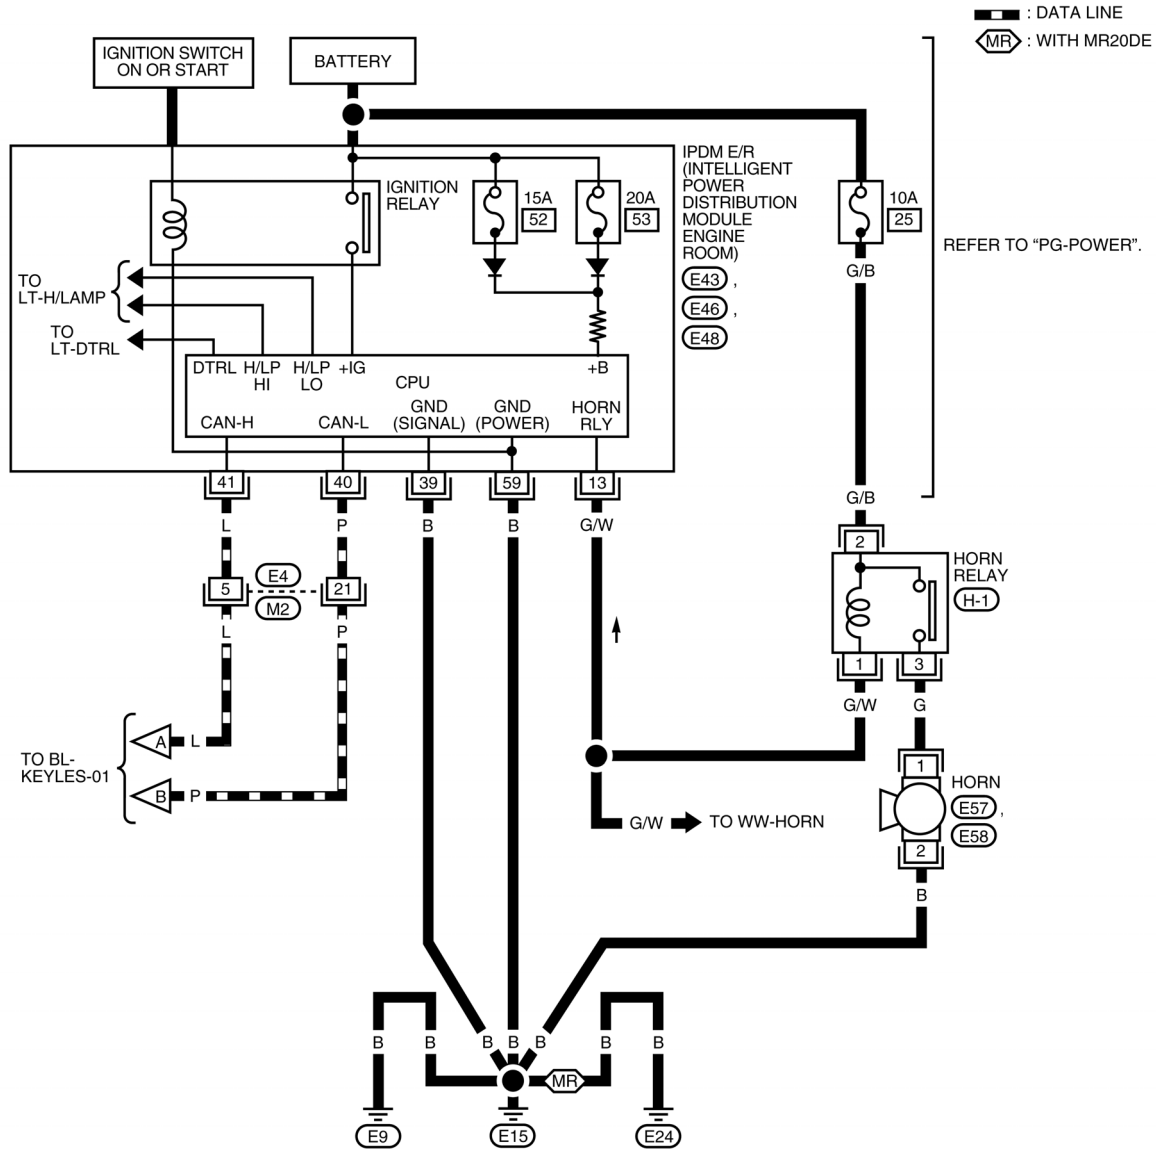 : DATA LINE
MR : WITH MR20DE
IGNITION SWITCH
ON OR START
BATTERY
IPDM E/R
(INTELLIGENT
POWER
DISTRIBUTION
MODULE
ENGINE
ROOM)
E43 ,
E46 ,
E48
IGNITION
RELAY
15A
52
20A
53
10A
25
REFER TO “PG-POWER”.
G/B
TO
LT-H/LAMP
TO
LT-DTRL
DTRL
H/LP
HI
H/LP
LO
+IG
+B
CPU
CAN-H
CAN-L
GND
(SIGNAL)
GND
(POWER)
HORN
RLY
41
40
39
59
13
L
P
B
B
G/W
G/B
2
HORN
RELAY
H-1
5
E4
M2
21
L
P
1
3
G/W
G
TO BL-
KEYLES-01
A
L
B
P
G/W
TO WW-HORN
1
HORN
E57 ,
E58
2
B
B
B
B
B
B
B
B
MR
E9
E15
E24